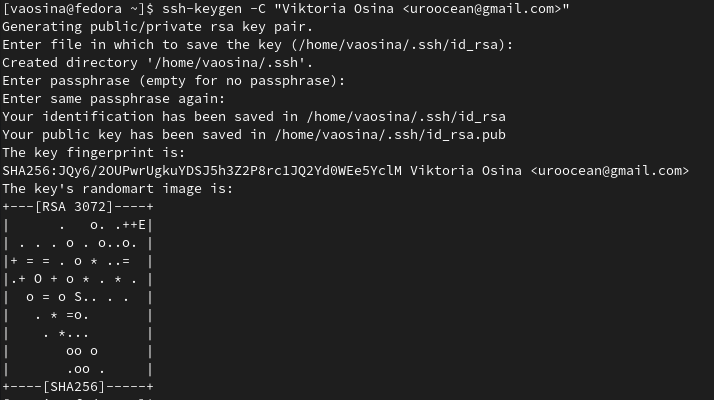 [vaosina@fedora ~]$ ssh-keygen -C "Viktoria Osina <uroocean@gmail.com>"
Generating public/private rsa key pair.
Enter file in which to save the key (/home/vaosina/.ssh/id_rsa):
Created directory '/home/vaosina/.ssh'.
Enter passphrase (empty for no passphrase):
Enter same passphrase again:
Your identification has been saved in /home/vaosina/.ssh/id_rsa
Your public key has been saved in /home/vaosina/.ssh/id_rsa.pub
The key fingerprint is:
SHA256:JQy6/2OUPwrUgkuYDSJ5h3Z2P8rc1JQ2Yd0WEe5YclM Viktoria Osina <uroocean@gmail.com>
The key's randomart image is:
+---[RSA 3072]----+
|      .   o. .++E|
| . . . o . o..o. |
|+ = = . o * ..=  |
|.+ O + o * . * . |
|  o = o S.. . .  |
|   . * =o.       |
|    . *...       |
|       oo o      |
|       .oo .     |
+----[SHA256]-----+